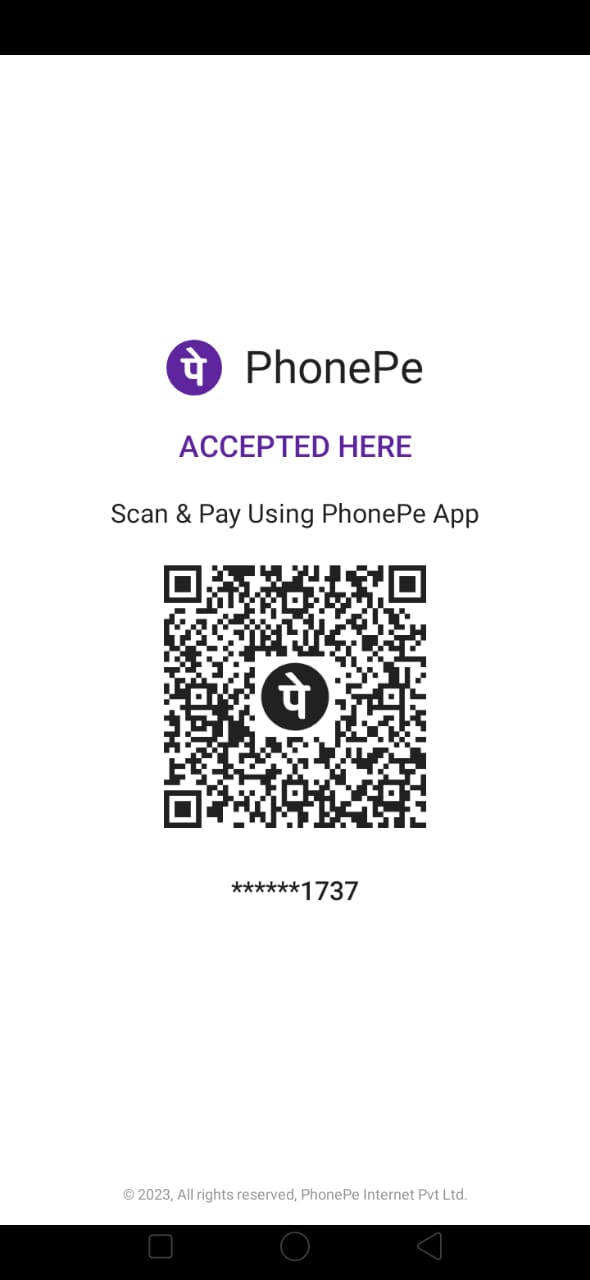 पे PhonePe
ACCEPTED HERE
Scan & Pay Using PhonePe App
पे
******1737
© 2023, All rights reserved, PhonePe Internet Pvt Ltd.